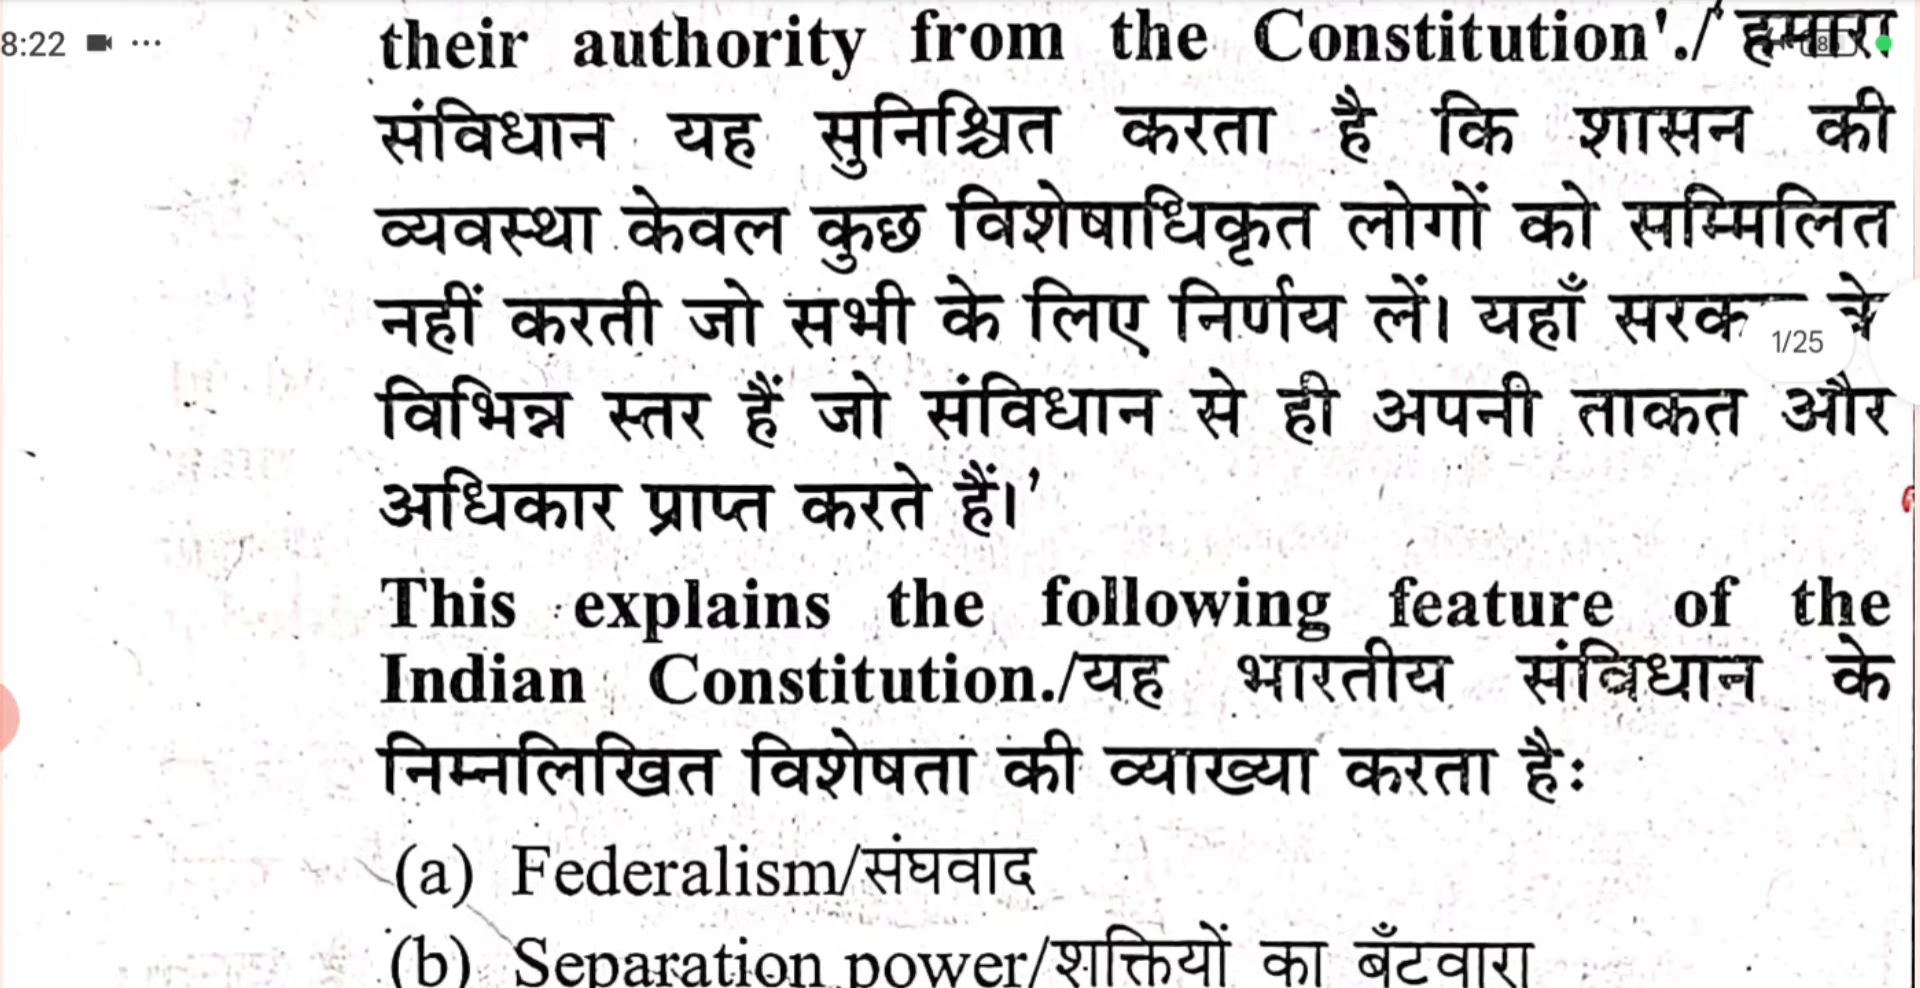 8:22
their authority from the Constitution'./ हमारा
संविधान यह सुनिश्चित करता है कि शासन की
व्यवस्था केवल कुछ विशेषाधिकृत लोगों को सम्मिलित
नहीं करती जो सभी के लिए निर्णय लें। यहाँ
1/25
विभिन्न स्तर हैं जो संविधान से ही अपनी ताकत और
अधिकार प्राप्त करते हैं।’
This explains the following feature of the
Indian Constitution./यह भारतीय संविधान के
निम्नलिखित विशेषता की व्याख्या करता हैः
(a) Federalism/संघवाद
(b) Separation power/शक्तियों का बँटवारा